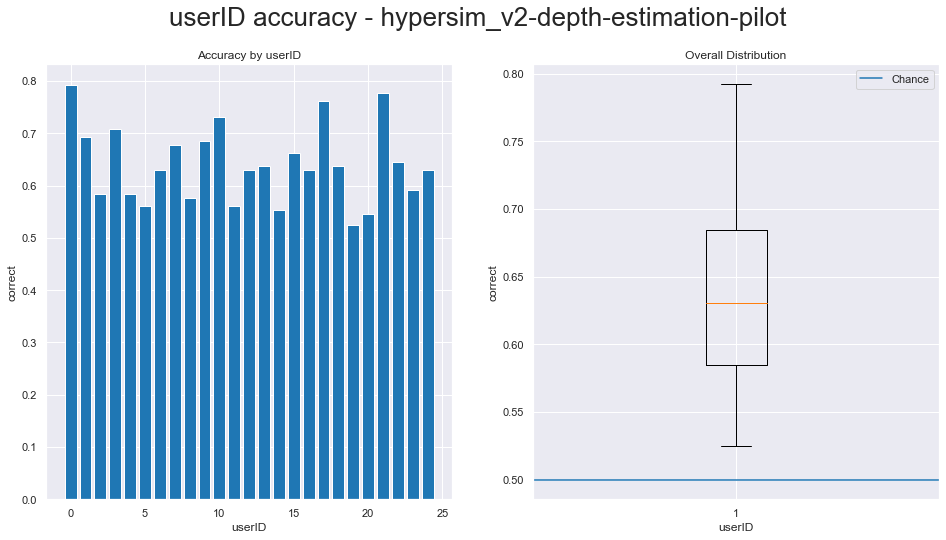 userID accuracy - hypersim_v2-depth-estimation-pilot
Accuracy by userID
0.8
0.7
0.6
0.5
0.4
0.3
0.2
0.1
0.0
correct
0
5
10
15
20
25
userID
Overall Distribution
Chance
0.80
0.75
0.70
0.65
0.60
0.55
0.50
correct
1
userID